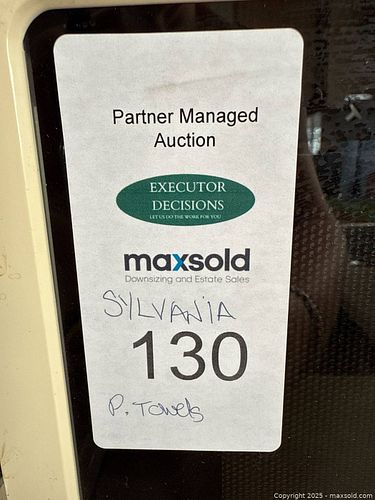 Partner Managed
Auction
EXECUTOR
DECISIONS
LET US DO THE WORK FOR YOU
maxsold
Downsizing and Estate Sales
SYLVANIA
130
P. Towels
Copyright 2025 - maxsold.com